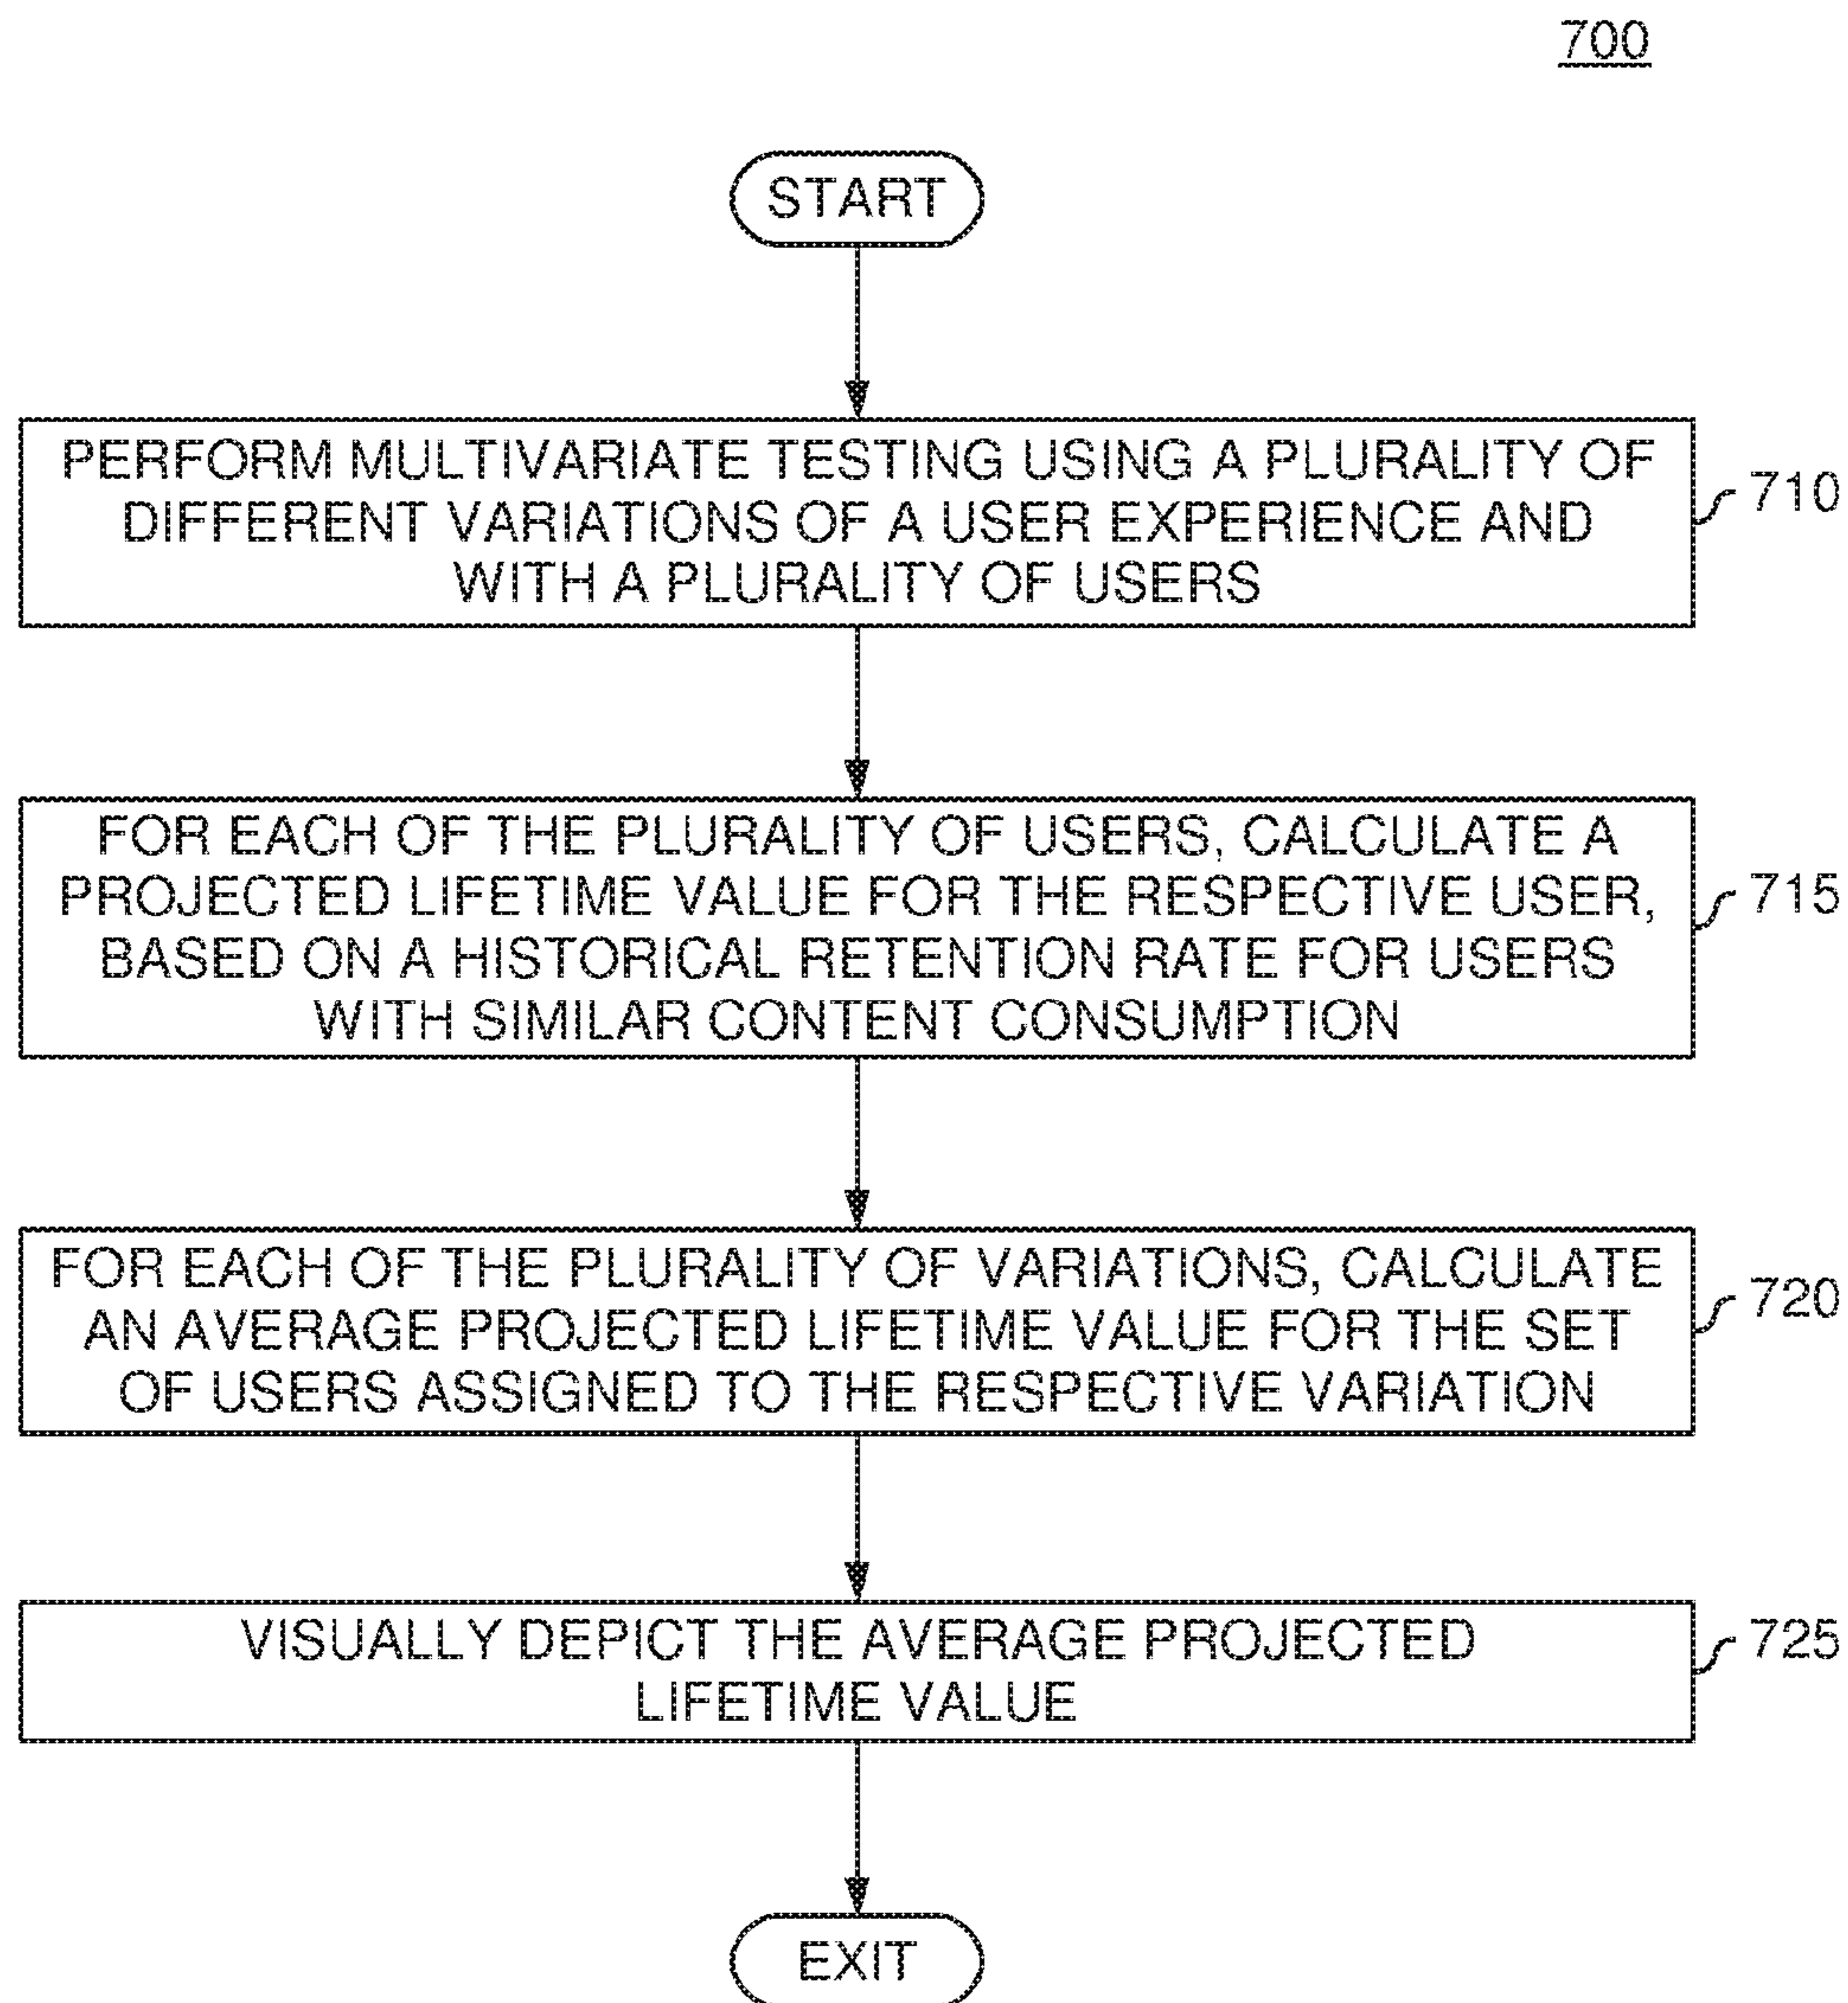 700
START
PERFORM MULTIVARIATE TESTING USING A PLURALITY OF
DIFFERENT VARIATIONS OF A USER EXPERIENCE AND
WITH A PLURALITY OF USERS
710
FOR EACH OF THE PLURALITY OF USERS, CALCULATE A
PROJECTED LIFETIME VALUE FOR THE RESPECTIVE USER,
BASED ON A HISTORICAL RETENTION RATE FOR USERS
WITH SIMILAR CONTENT CONSUMPTION
715
FOR EACH OF THE PLURALITY OF VARIATIONS, CALCULATE
AN AVERAGE PROJECTED LIFETIME VALUE FOR THE SET
OF USERS ASSIGNED TO THE RESPECTIVE VARIATION
720
VISUALLY DEPICT THE AVERAGE PROJECTED
LIFETIME VALUE
725
EXIT